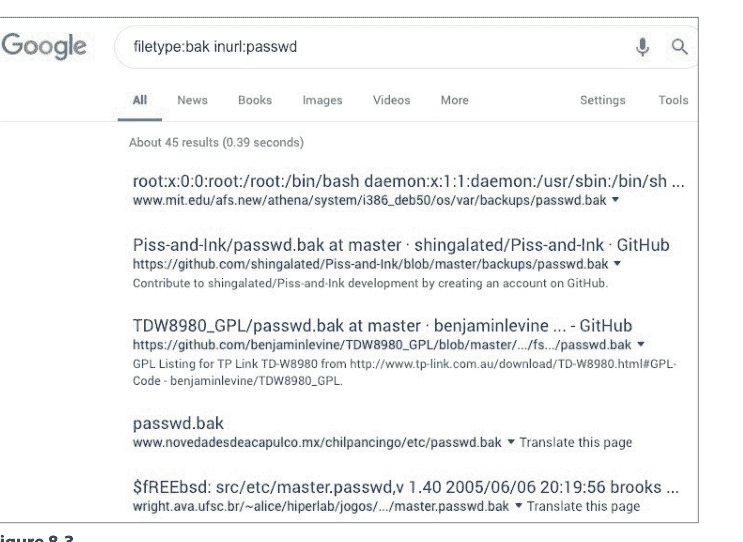 Google
filetype:bak inurl:passwd
All News Books Images Videos More Settings Tools
About 45 results (0.39 seconds)
root:x:0:0:root:/root:/bin/bash daemon:x:1:1:daemon:/usr/sbin:/bin/sh ...
www.mit.edu/afs.new/athena/system/i386_deb50/os/var/backups/passwd.bak
Piss-and-Ink/passwd.bak at master · shingalated/Piss-and-Ink · GitHub
https://github.com/shingalated/Piss-and-Ink/blob/master/backups/passwd.bak
Contribute to shingalated/Piss-and-Ink development by creating an account on GitHub.
TDW8980_GPL/passwd.bak at master · benjaminlevine ... - GitHub
https://github.com/benjaminlevine/TDW8980_GPL/blob/master/.../fs.../passwd.bak
GPL Listing for TP Link TD-W8980 from http://www.tp-link.com.au/download/TD-W8980.html#GPL-
Code - benjaminlevine/TDW8980_GPL.
passwd.bak
www.novedadesdeacapulco.mx/chilpancingo/etc/passwd.bak Translate this page
$fREEbsd: src/etc/master.passwd,v 1.40 2005/06/06 20:19:56 brooks ...
wright.ava.ufsc.br/~alice/hiperlab/jogos/.../master.passwd.bak Translate this page